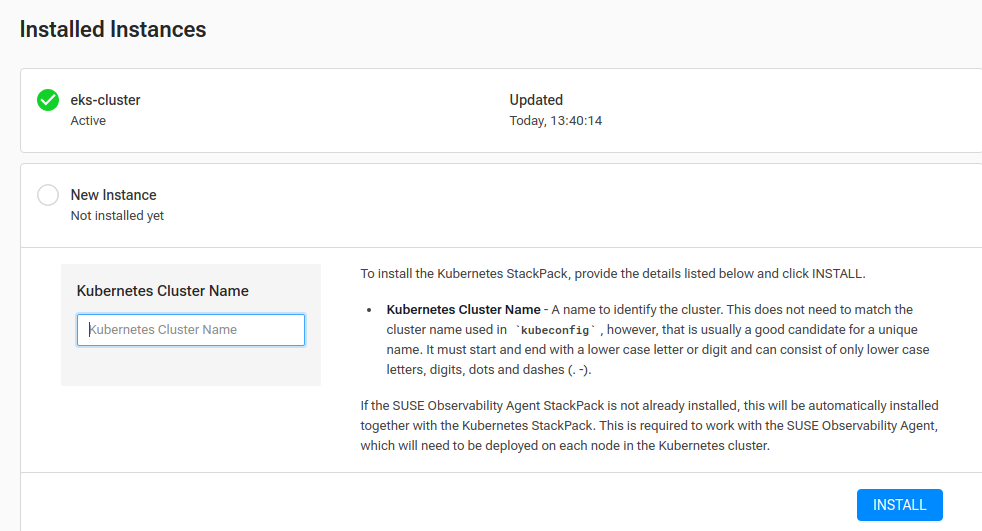 Installed Instances
eks-cluster
Active
Updated
Today, 13:40:14
New Instance
Not installed yet
Kubernetes Cluster Name
Kubernetes Cluster Name
To install the Kubernetes StackPack, provide the details listed below and click INSTALL.
• Kubernetes Cluster Name - A name to identify the cluster. This does not need to match the
cluster name used in `kubeconfig`, however, that is usually a good candidate for a unique
name. It must start and end with a lower case letter or digit and can consist of only lower case
letters, digits, dots and dashes (. -).
If the SUSE Observability Agent StackPack is not already installed, this will be automatically installed
together with the Kubernetes StackPack. This is required to work with the SUSE Observability Agent,
which will need to be deployed on each node in the Kubernetes cluster.
INSTALL